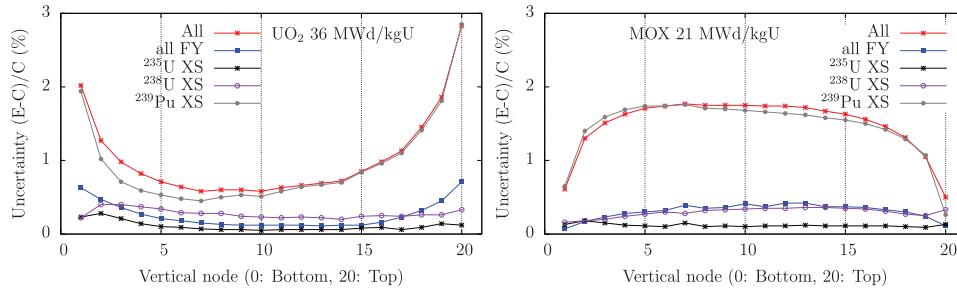 UO₂ 36 MWd/kgU
All
all FY
²³⁵U XS
²³⁸U XS
²³⁹Pu XS
Uncertainty (E-C)/C (%)
3
2
1
0
0 5 10 15 20
Vertical node (0: Bottom, 20: Top)
MOX 21 MWd/kgU
All
all FY
²³⁵U XS
²³⁸U XS
²³⁹Pu XS
Uncertainty (E-C)/C (%)
3
2
1
0
0 5 10 15 20
Vertical node (0: Bottom, 20: Top)